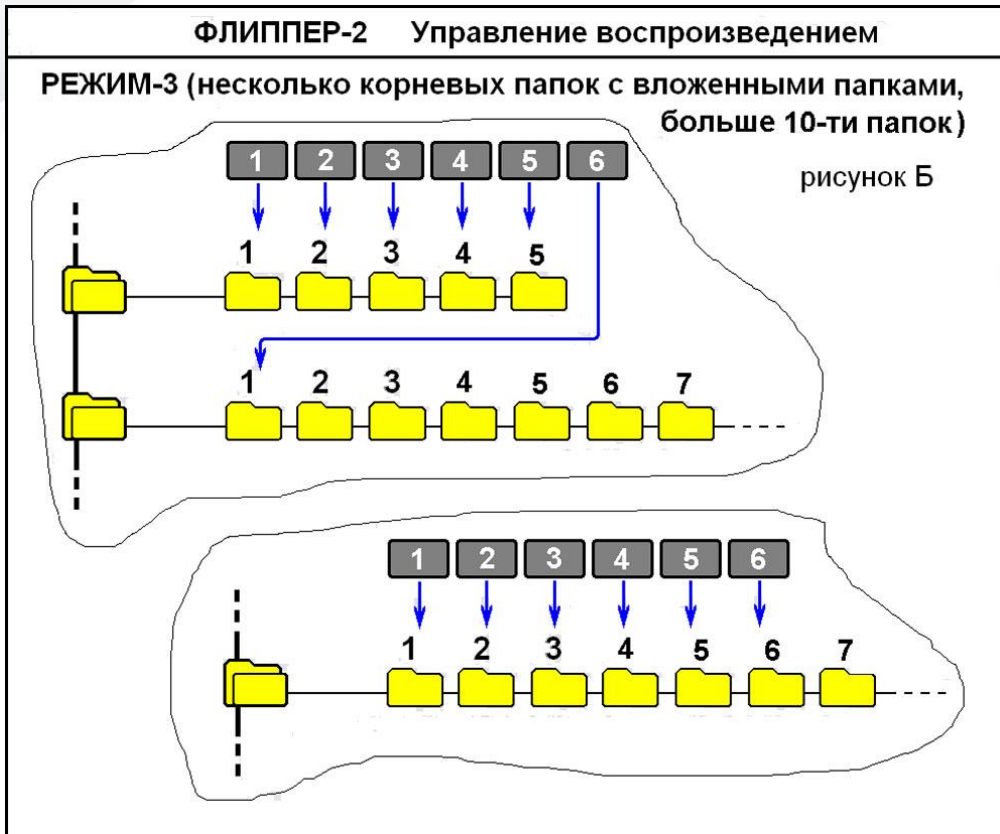 ФЛИППЕР-2 Управление воспроизведением
РЕЖИМ-3 (несколько корневых папок с вложенными папками,
больше 10-ти папок)
рисунок Б
1 2 3 4 5 6
1 2 3 4 5
1 2 3 4 5 6 7
1 2 3 4 5 6
1 2 3 4 5 6 7